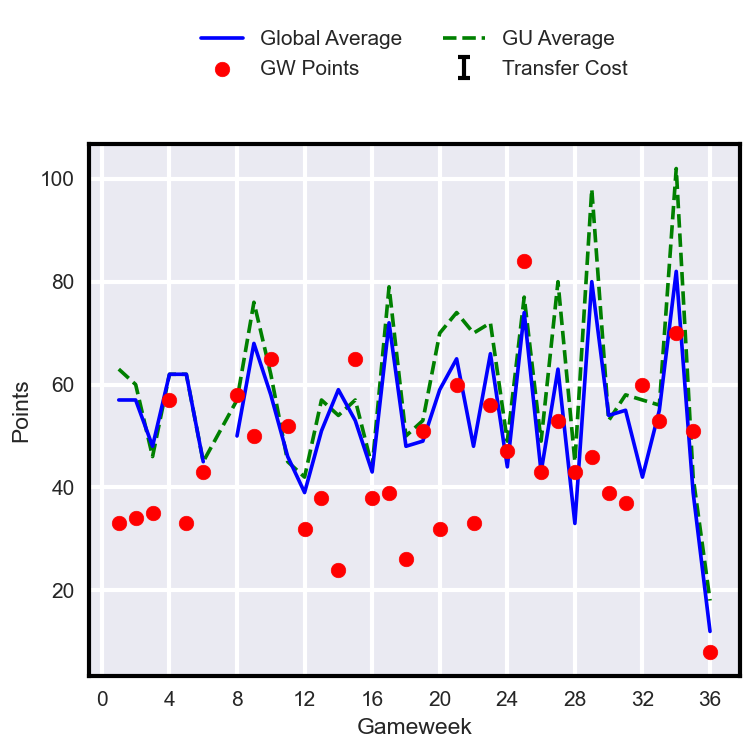 Global Average GU Average
GW Points Transfer Cost
100
80
60
40
20
Points
0 4 8 12 16 20 24 28 32 36
Gameweek